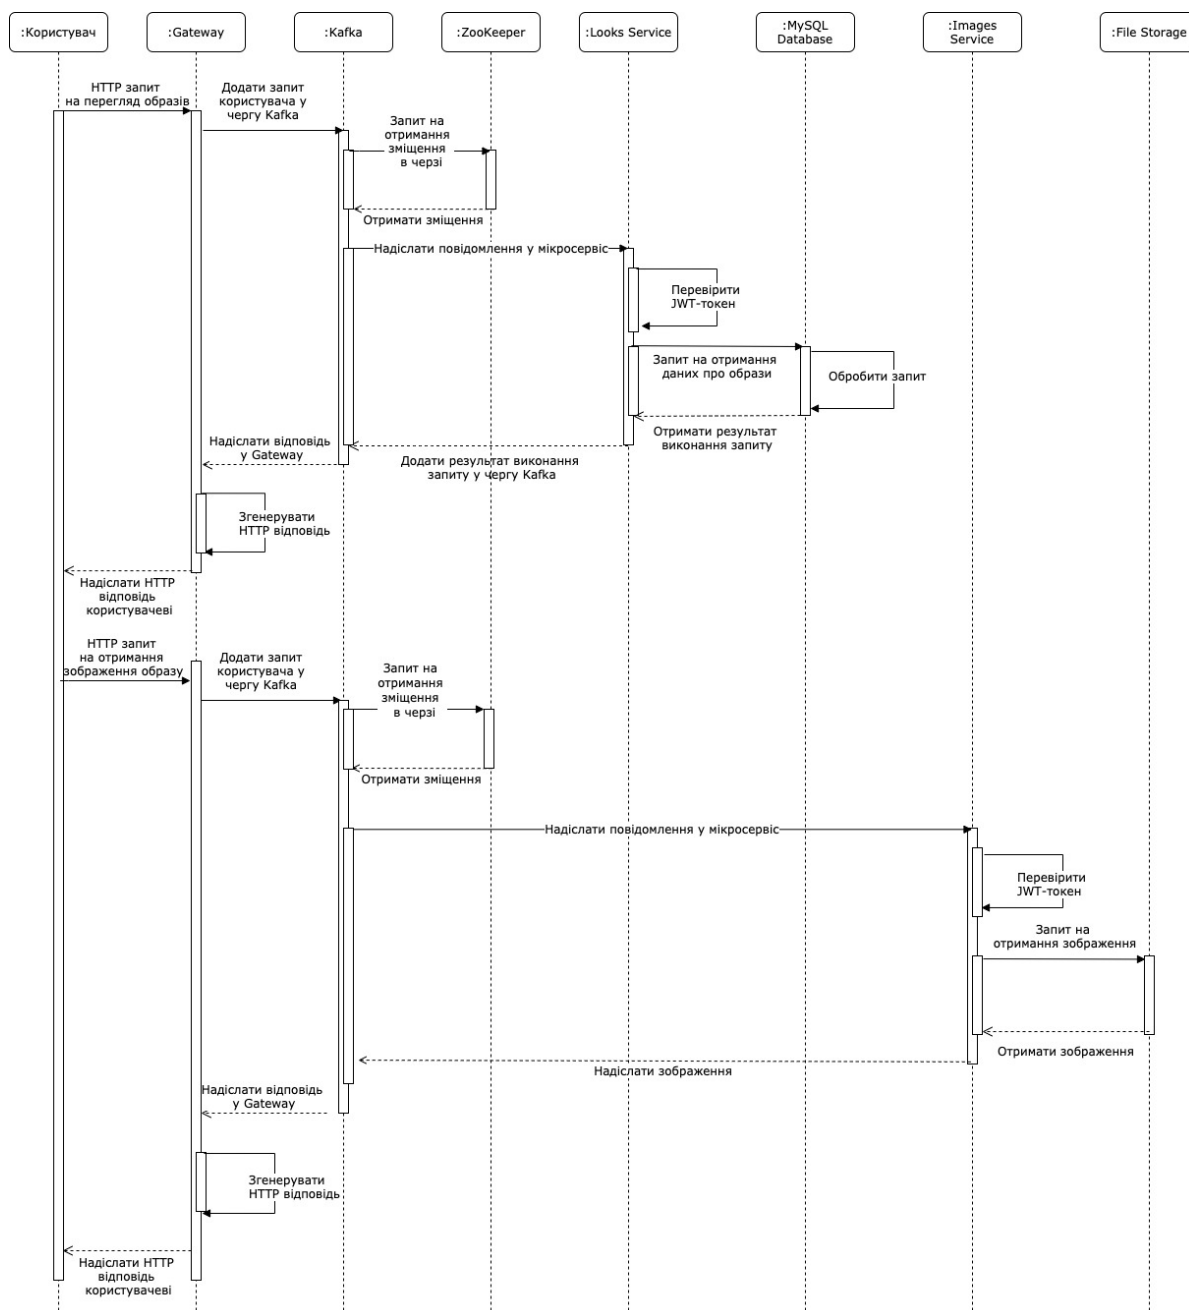 :Користувач
:Gateway
:Kafka
:ZooKeeper
:Looks Service
:MySQL
Database
:Images
Service
:File Storage
HTTP запит
на перегляд образів
Додати запит
користувача у
чергу Kafka
Запит на
отримання
зміщення
в черзі
Отримати зміщення
Надіслати повідомлення у мікросервіс
Перевірити
JWT-токен
Запит на отримання
даних про образи
Обробити запит
Отримати результат
виконання запиту
Додати результат виконання
запиту у чергу Kafka
Надіслати відповідь
у Gateway
Згенерувати
HTTP відповідь
Надіслати HTTP
відповідь
користувачеві
HTTP запит
на отримання
зображення образу
Додати запит
користувача у
чергу Kafka
Запит на
отримання
зміщення
в черзі
Отримати зміщення
Надіслати повідомлення у мікросервіс
Перевірити
JWT-токен
Запит на
отримання зображення
Отримати зображення
Надіслати зображення
Надіслати відповідь
у Gateway
Згенерувати
HTTP відповідь
Надіслати HTTP
відповідь
користувачеві